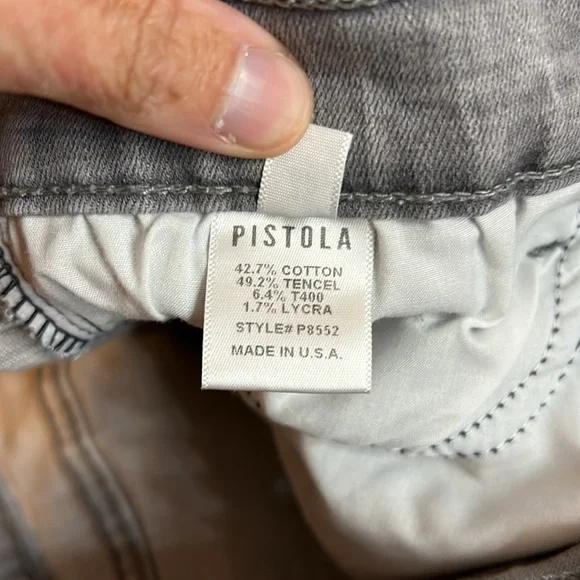 PISTOLA
42.7% COTTON
49.2% TENCEL
6.4% T400
1.7% LYCRA
STYLE# P8552
MADE IN U.S.A.